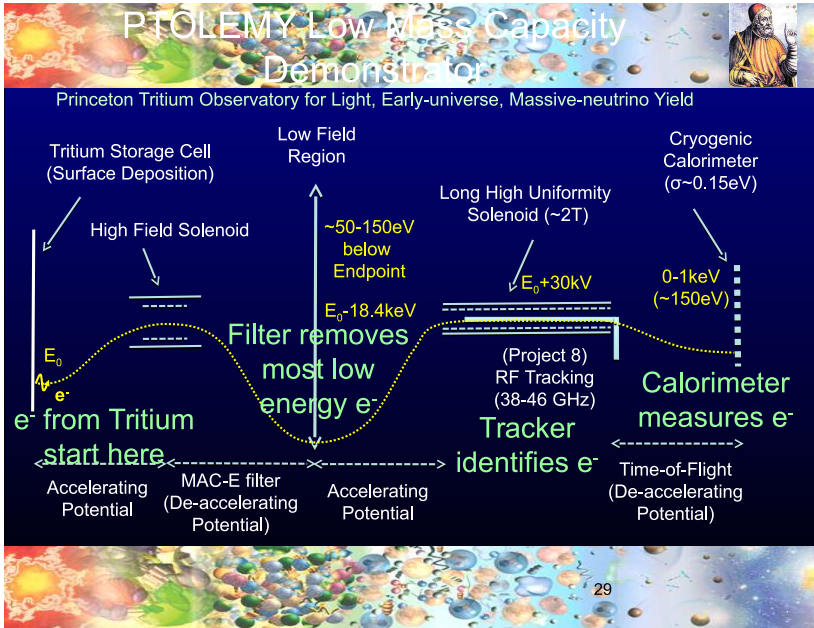 PTOLEMY Low Mass Capacity
Demonstrator
Princeton Tritium Observatory for Light, Early-universe, Massive-neutrino Yield
Tritium Storage Cell
(Surface Deposition)
High Field Solenoid
Low Field
Region
~50-150eV
below
Endpoint
E₀-18.4keV
Long High Uniformity
Solenoid (~2T)
E₀+30kV
Cryogenic
Calorimeter
(σ~0.15eV)
0-1keV
(~150eV)
E₀
e⁻
e⁻ from Tritium
start here
Filter removes
most low
energy e⁻
(Project 8)
RF Tracking
(38-46 GHz)
Tracker
identifies e⁻
Calorimeter
measures e⁻
Accelerating
Potential
MAC-E filter
(De-accelerating
Potential)
Accelerating
Potential
Time-of-Flight
(De-accelerating
Potential)
29